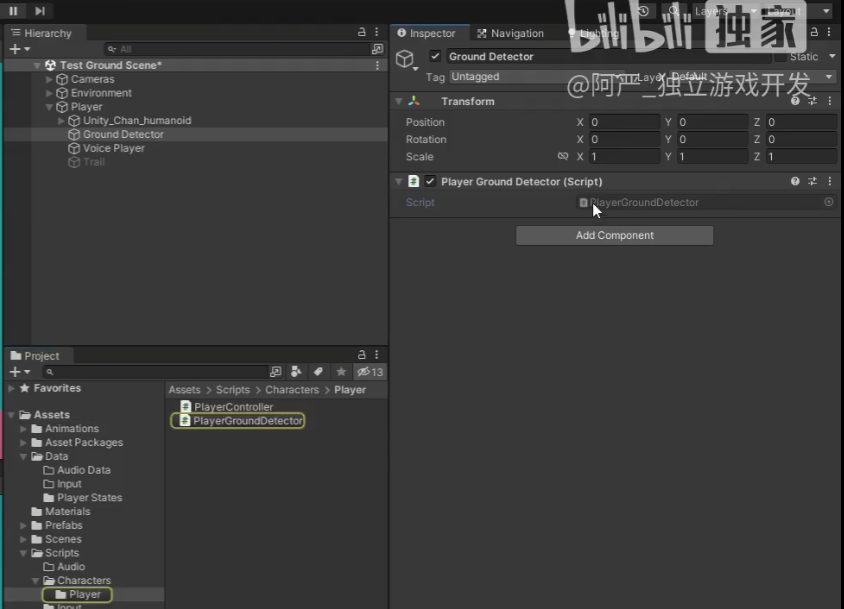 Layers
Layout
Hierarchy
All
Test Ground Scene*
Cameras
Environment
Player
Unity_Chan_humanoid
Ground Detector
Voice Player
Trail
Inspector
Navigation
Lighting
bilibili 独家
@阿严_独立游戏开发
Ground Detector
Static
Tag Untagged
Layer Default
Transform
Position X 0 Y 0 Z 0
Rotation X 0 Y 0 Z 0
Scale X 1 Y 1 Z 1
Player Ground Detector (Script)
Script PlayerGroundDetector
Add Component
Project
13
Favorites
Assets
Animations
Asset Packages
Data
Audio Data
Input
Player States
Materials
Prefabs
Scenes
Scripts
Audio
Characters
Player
Input
Assets > Scripts > Characters > Player
PlayerController
PlayerGroundDetector